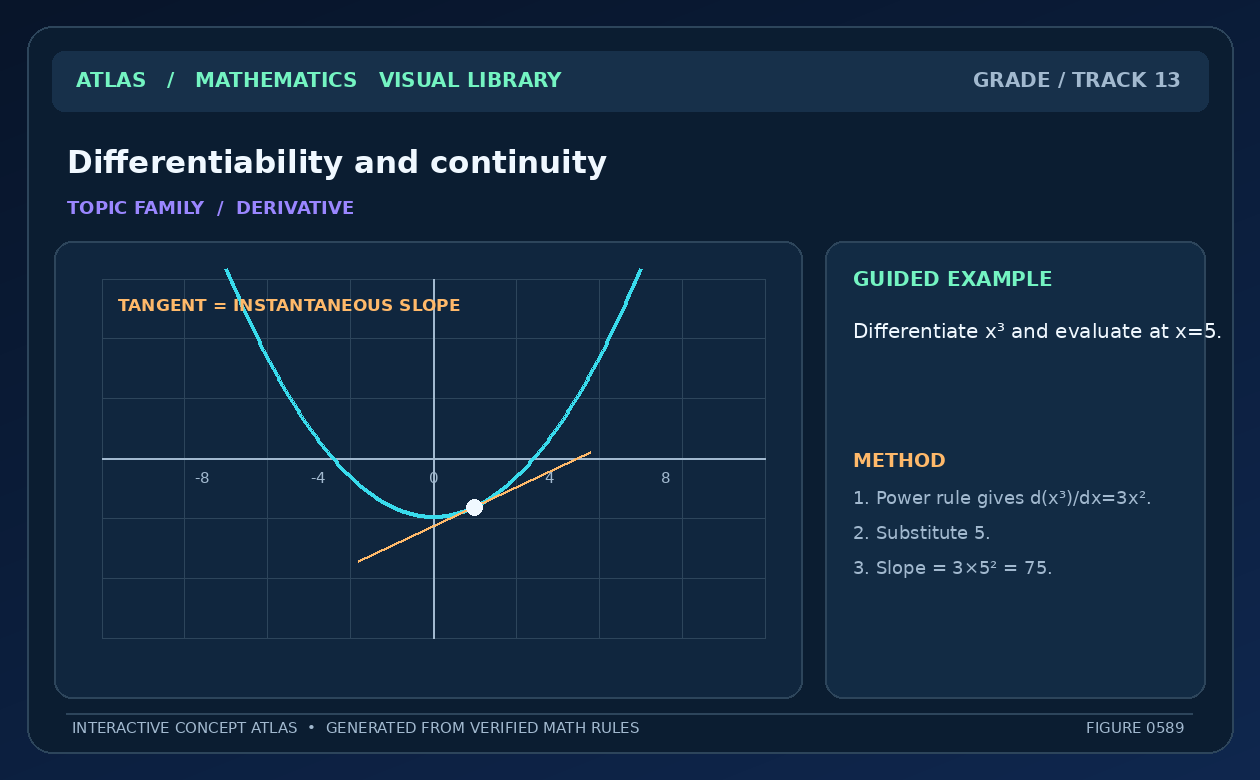 ATLAS / MATHEMATICS VISUAL LIBRARY
GRADE / TRACK 13
Differentiability and continuity
TOPIC FAMILY / DERIVATIVE
TANGENT = INSTANTANEOUS SLOPE
-8 -4 0 4 8
GUIDED EXAMPLE
Differentiate x³ and evaluate at x=5.
METHOD
1. Power rule gives d(x³)/dx=3x².
2. Substitute 5.
3. Slope = 3×5² = 75.
INTERACTIVE CONCEPT ATLAS • GENERATED FROM VERIFIED MATH RULES
FIGURE 0589